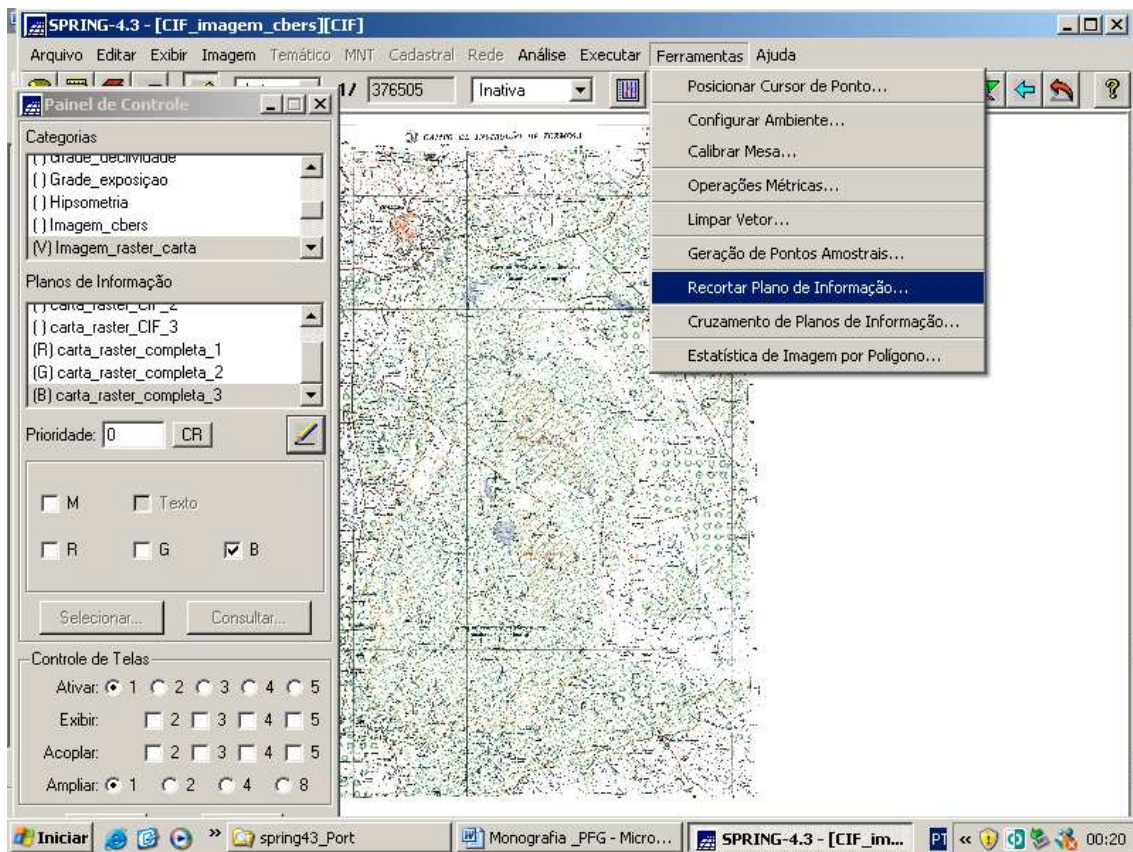 SPRING-4.3 - [CIF_imagem_cbers][CIF]
Arquivo Editar Exibir Imagem Temático MNT Cadastral Rede Análise Executar Ferramentas Ajuda
1/ 376505 Inativa
Painel de Controle
Categorias
( ) Grade_declividade
( ) Grade_exposiçao
( ) Hipsometria
( ) Imagem_cbers
(V) Imagem_raster_carta
Planos de Informação
( ) carta_raster_CIF_2
( ) carta_raster_CIF_3
(R) carta_raster_completa_1
(G) carta_raster_completa_2
(B) carta_raster_completa_3
Prioridade: 0 CR
M Texto
R G B
Selecionar... Consultar...
Controle de Telas
Ativar: 1 2 3 4 5
Exibir: 2 3 4 5
Acoplar: 2 3 4 5
Ampliar: 1 2 4 8
Posicionar Cursor de Ponto...
Configurar Ambiente...
Calibrar Mesa...
Operações Métricas...
Limpar Vetor...
Geração de Pontos Amostrais...
Recortar Plano de Informação...
Cruzamento de Planos de Informação...
Estatística de Imagem por Polígono...
Iniciar » spring43_Port Monografia _PFG - Micro... SPRING-4.3 - [CIF_im... PT « 00:20